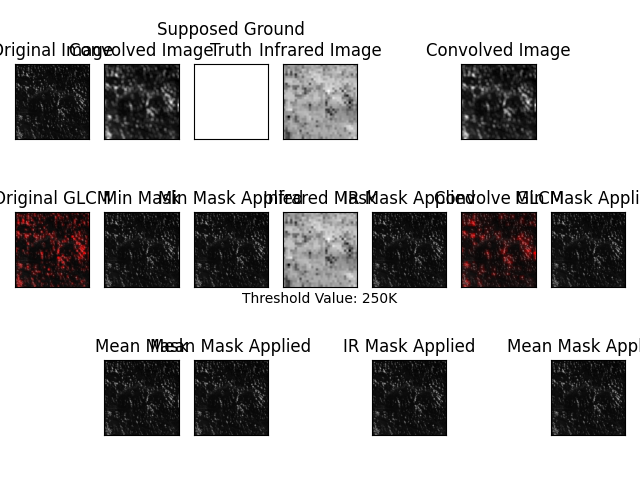 Supposed Ground
Original Image Convolved Image Truth Infrared Image Convolved Image
Original GLCM Min Mask Min Mask Applied Infrared Mask IR Mask Applied Convolve GLCM Min Mask Appli
Threshold Value: 250K
Mean Mask Mean Mask Applied IR Mask Applied Mean Mask Appl